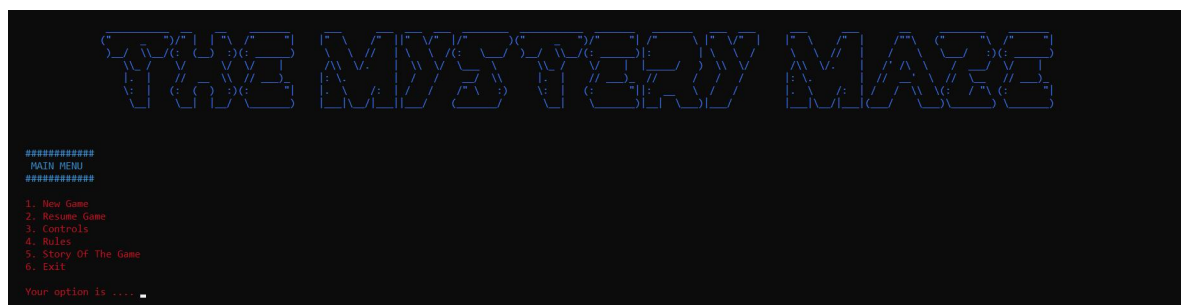 THE MYSTERY MAZE
############
MAIN MENU
############
1. New Game
2. Resume Game
3. Controls
4. Rules
5. Story Of The Game
6. Exit
Your option is ....